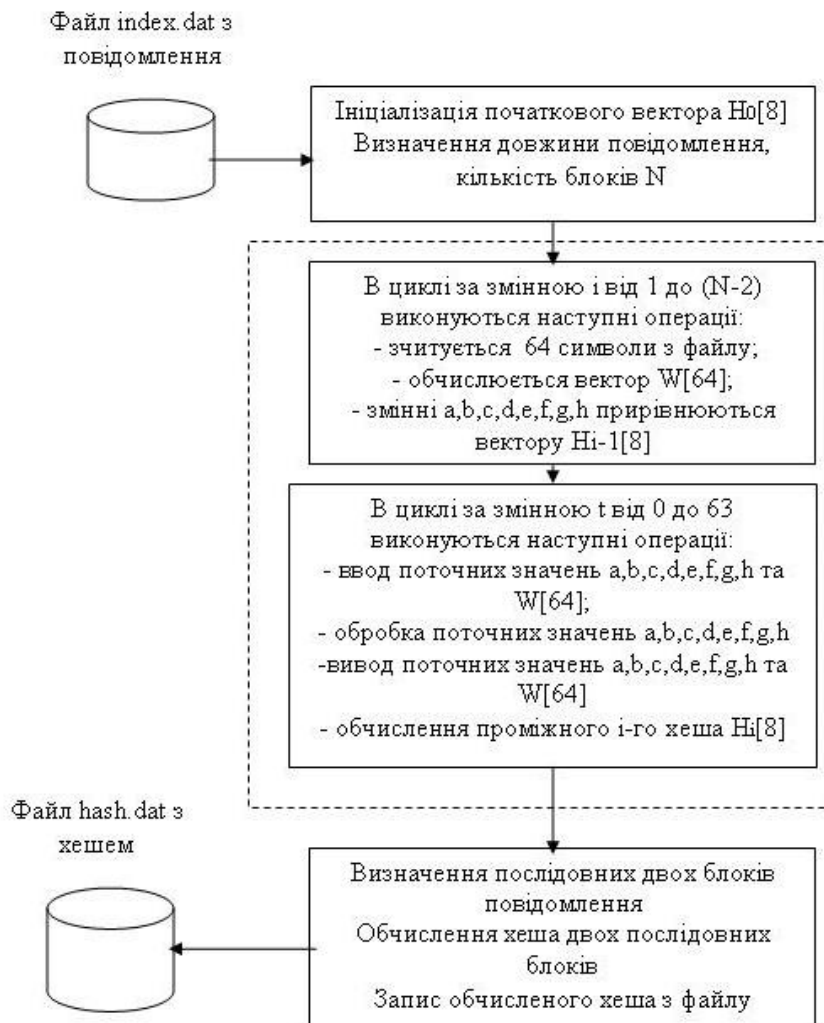 Файл index.dat з
повідомлення
Ініціалізація початкового вектора H0[8]
Визначення довжини повідомлення,
кількість блоків N
В циклі за змінною i від 1 до (N-2)
виконуються наступні операції:
- зчитується 64 символи з файлу;
- обчислюється вектор W[64];
- змінні a,b,c,d,e,f,g,h прирівнюються
вектору Hi-1[8]
В циклі за змінною t від 0 до 63
виконуються наступні операції:
- ввод поточних значень a,b,c,d,e,f,g,h та
W[64];
- обробка поточних значень a,b,c,d,e,f,g,h
-вивод поточних значень a,b,c,d,e,f,g,h та
W[64]
- обчислення проміжного i-го хеша Hi[8]
Файл hash.dat з
хешем
Визначення послідовних двох блоків
повідомлення
Обчислення хеша двох послідовних
блоків
Запис обчисленого хеша з файлу